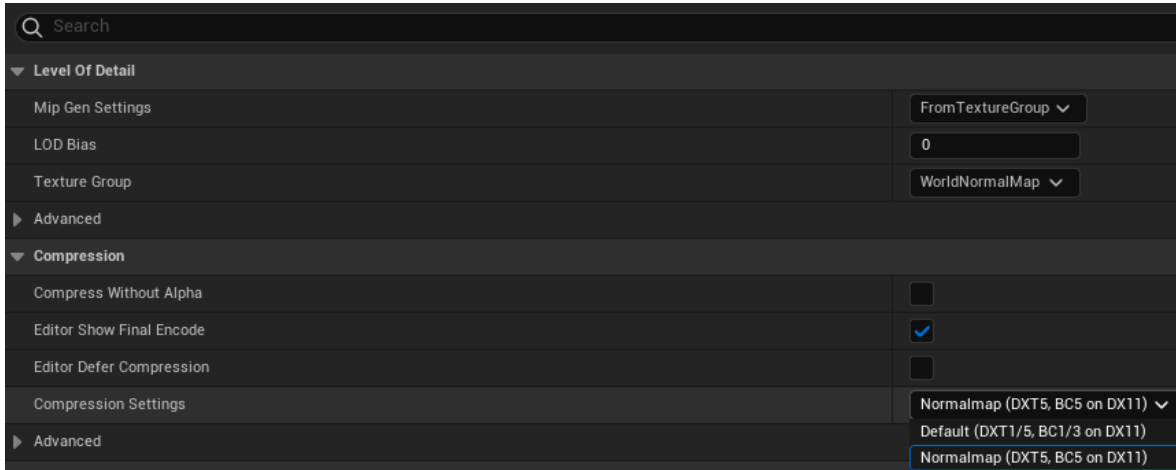 Search
Level Of Detail
Mip Gen Settings FromTextureGroup
LOD Bias 0
Texture Group WorldNormalMap
Advanced
Compression
Compress Without Alpha
Editor Show Final Encode
Editor Defer Compression
Compression Settings Normalmap (DXT5, BC5 on DX11)
Default (DXT1/5, BC1/3 on DX11)
Advanced
Normalmap (DXT5, BC5 on DX11)